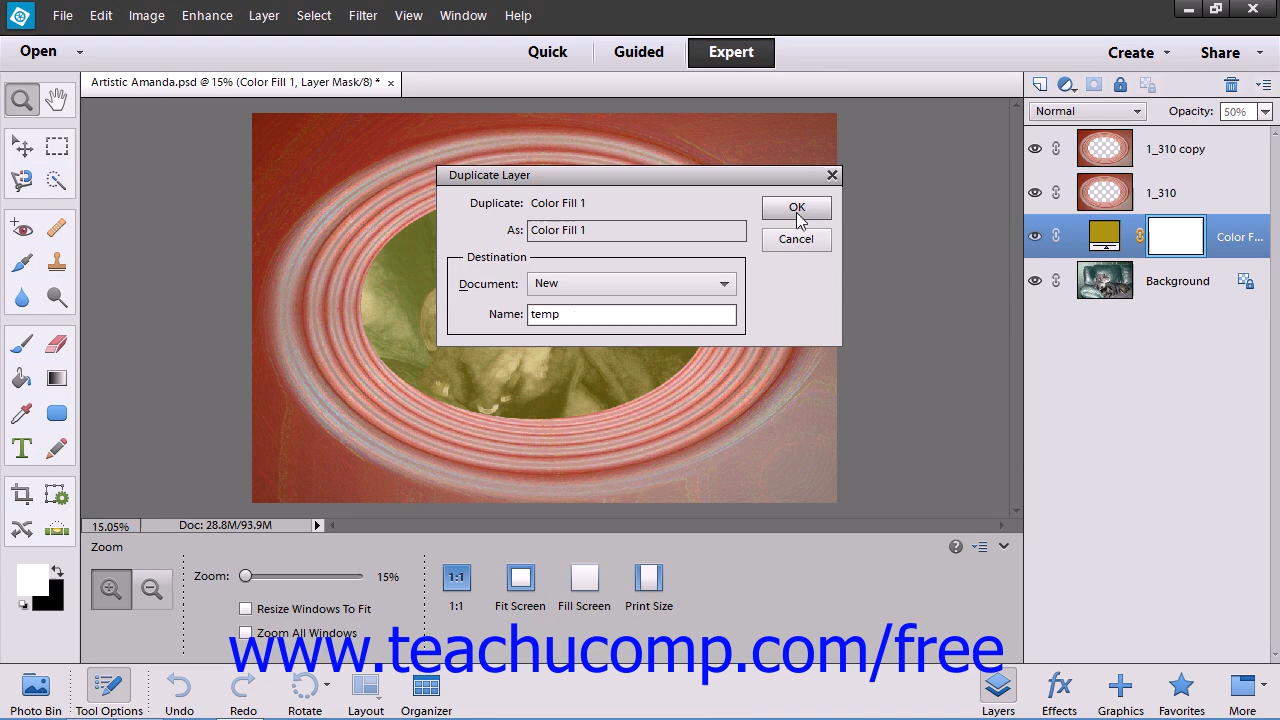 File Edit Image Enhance Layer Select Filter View Window Help
Open Quick Guided Expert Create Share
Artistic Amanda.psd @ 15% (Color Fill 1, Layer Mask/8) * ×
Normal Opacity: 50%
1_310 copy
1_310
Color F...
Background
Duplicate Layer
Duplicate: Color Fill 1
As: Color Fill 1
Destination
Document: New
Name: temp
OK
Cancel
15.05% Doc: 28.8M/93.9M
Zoom
Zoom: 15%
1:1
1:1 Fit Screen Fill Screen Print Size
Resize Windows To Fit
Zoom All Windows
www.teachucomp.com/free
Photo Bin Tool Options Undo Redo Rotate Layout Organizer
fx
Layers Effects Graphics Favorites More